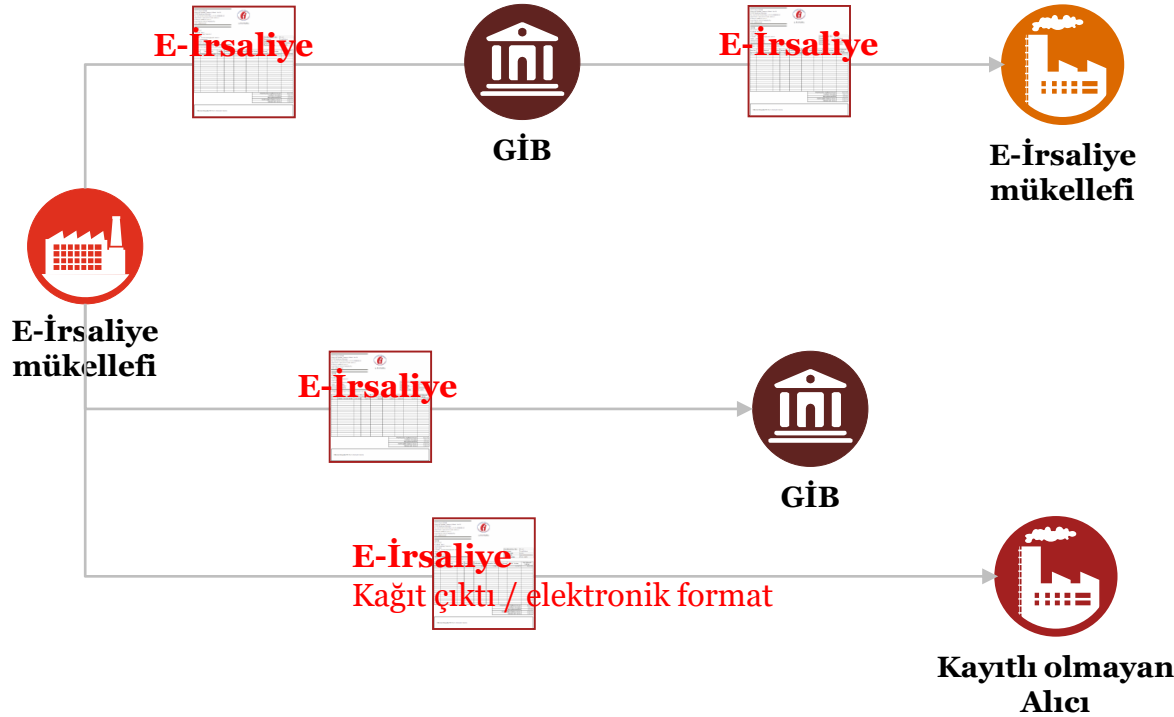 E-İrsaliye
E-İrsaliye
GİB
E-İrsaliye
mükellefi
E-İrsaliye
mükellefi
E-İrsaliye
GİB
E-İrsaliye
Kağıt çıktı / elektronik format
Kayıtlı olmayan
Alıcı